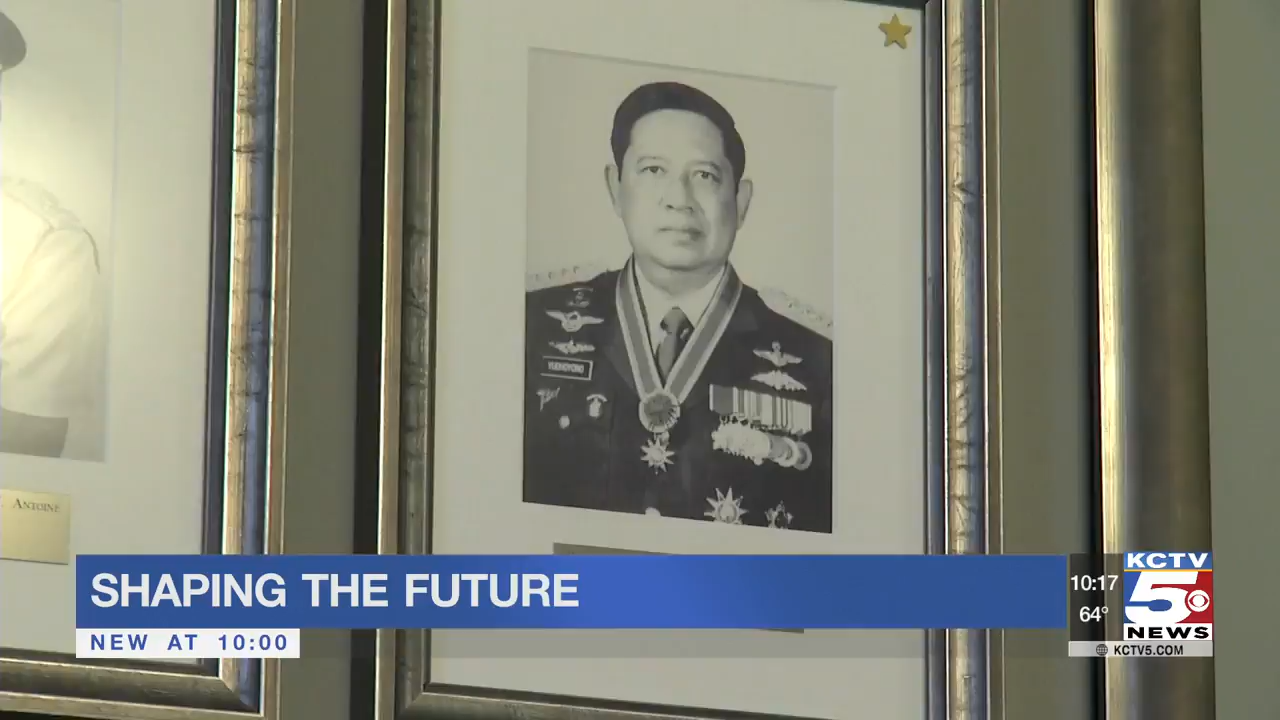 YUDHOYONO
ANTOINE
SHAPING THE FUTURE
NEW AT 10:00
10:17
64°
KCTV
5
NEWS
KCTV5.COM